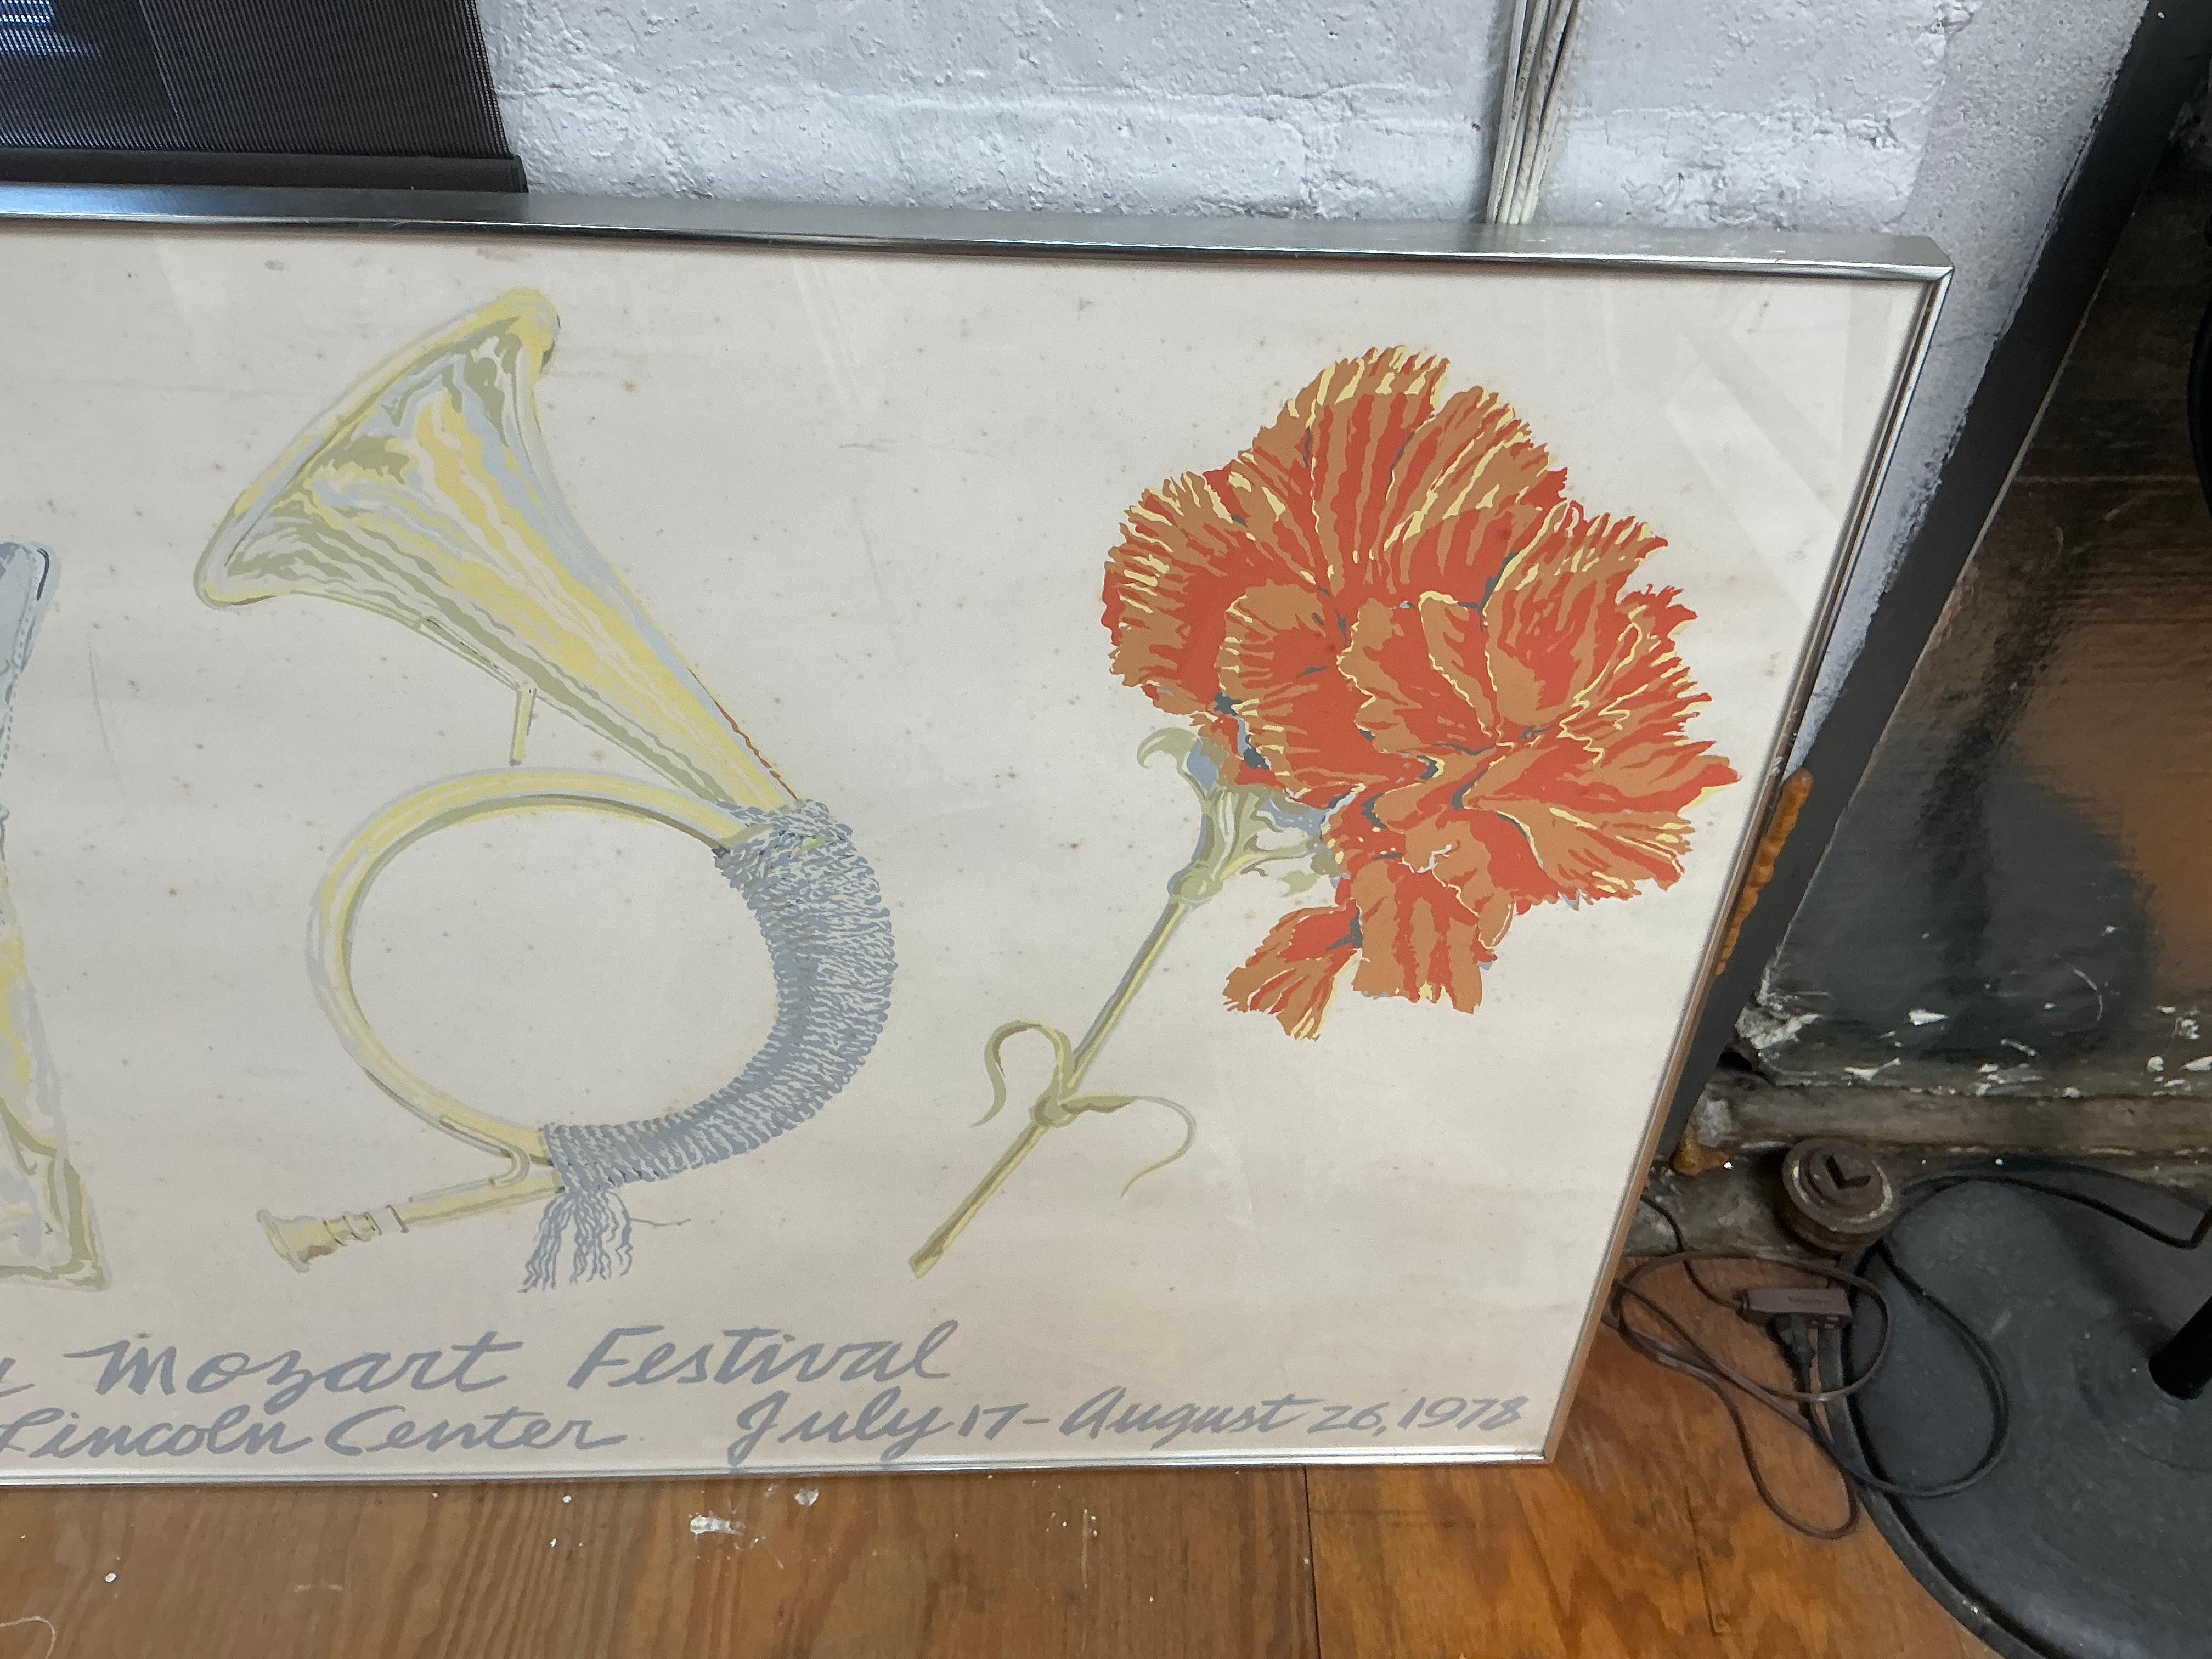 Mozart Festival
Lincoln Center July 17-August 26, 1978